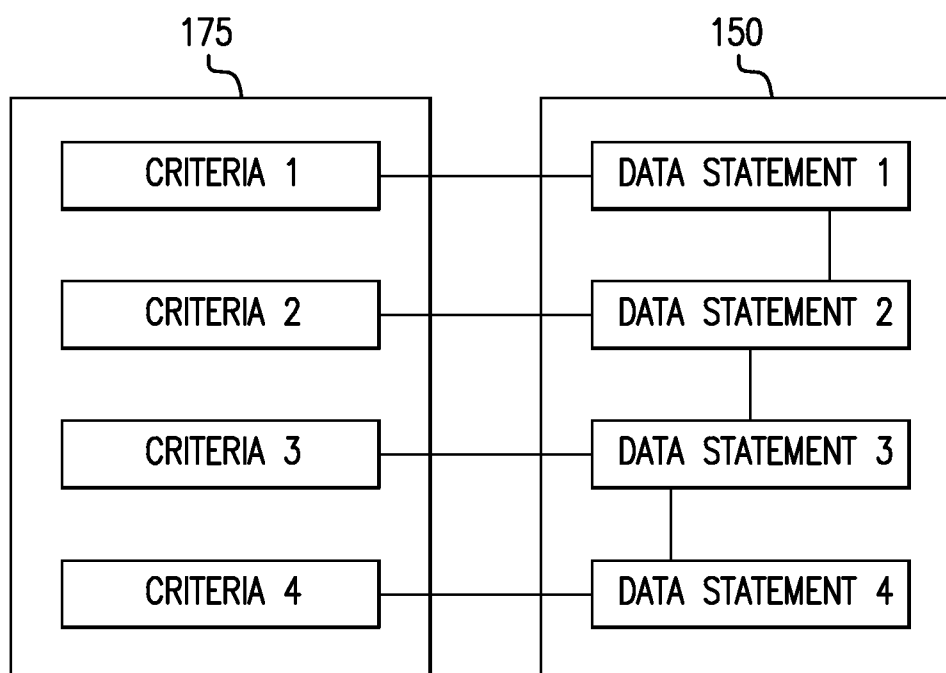 175
150
CRITERIA 1
DATA STATEMENT 1
CRITERIA 2
DATA STATEMENT 2
CRITERIA 3
DATA STATEMENT 3
CRITERIA 4
DATA STATEMENT 4